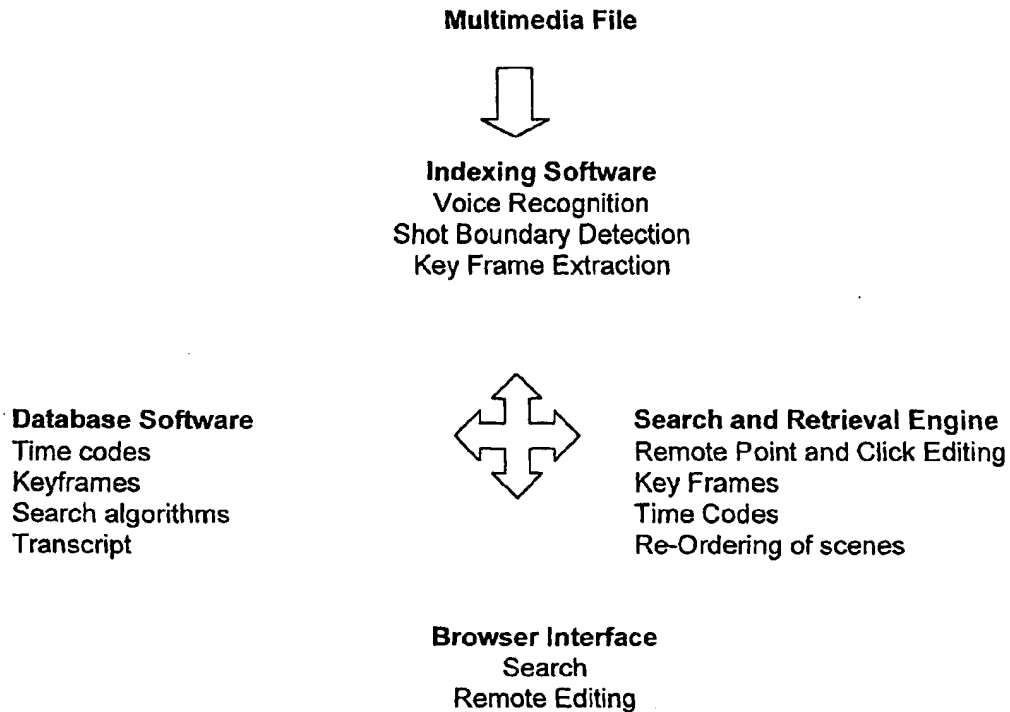 Multimedia File
Indexing Software
Voice Recognition
Shot Boundary Detection
Key Frame Extraction
Database Software
Time codes
Keyframes
Search algorithms
Transcript
Search and Retrieval Engine
Remote Point and Click Editing
Key Frames
Time Codes
Re-Ordering of scenes
Browser Interface
Search
Remote Editing